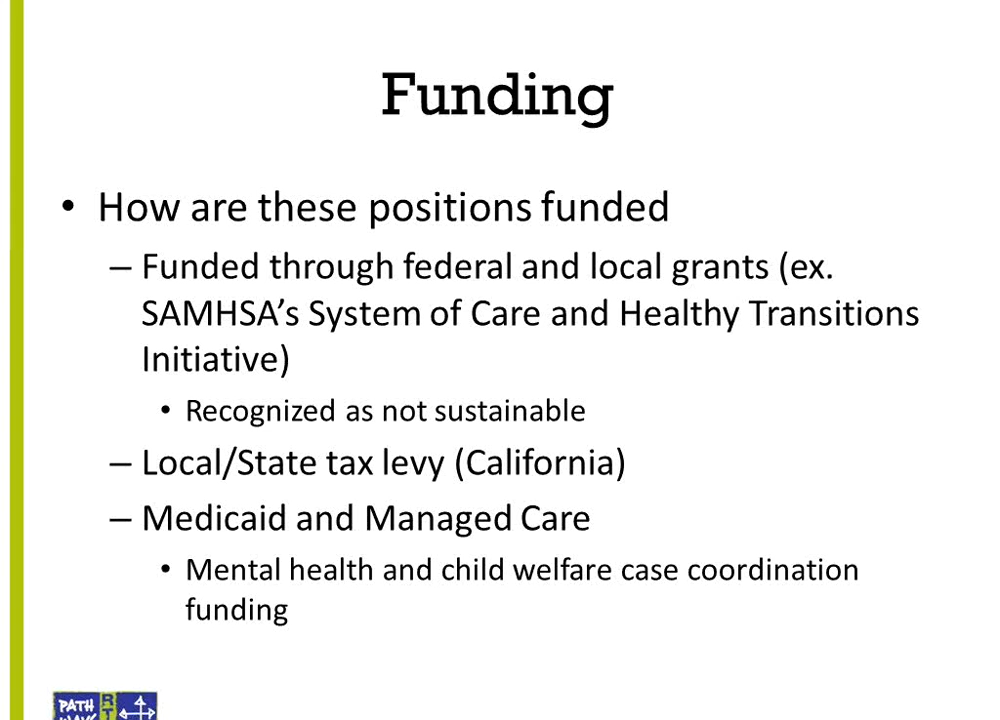 Funding
• How are these positions funded
– Funded through federal and local grants (ex.
SAMHSA’s System of Care and Healthy Transitions
Initiative)
• Recognized as not sustainable
– Local/State tax levy (California)
– Medicaid and Managed Care
• Mental health and child welfare case coordination
funding
PATH
R
T